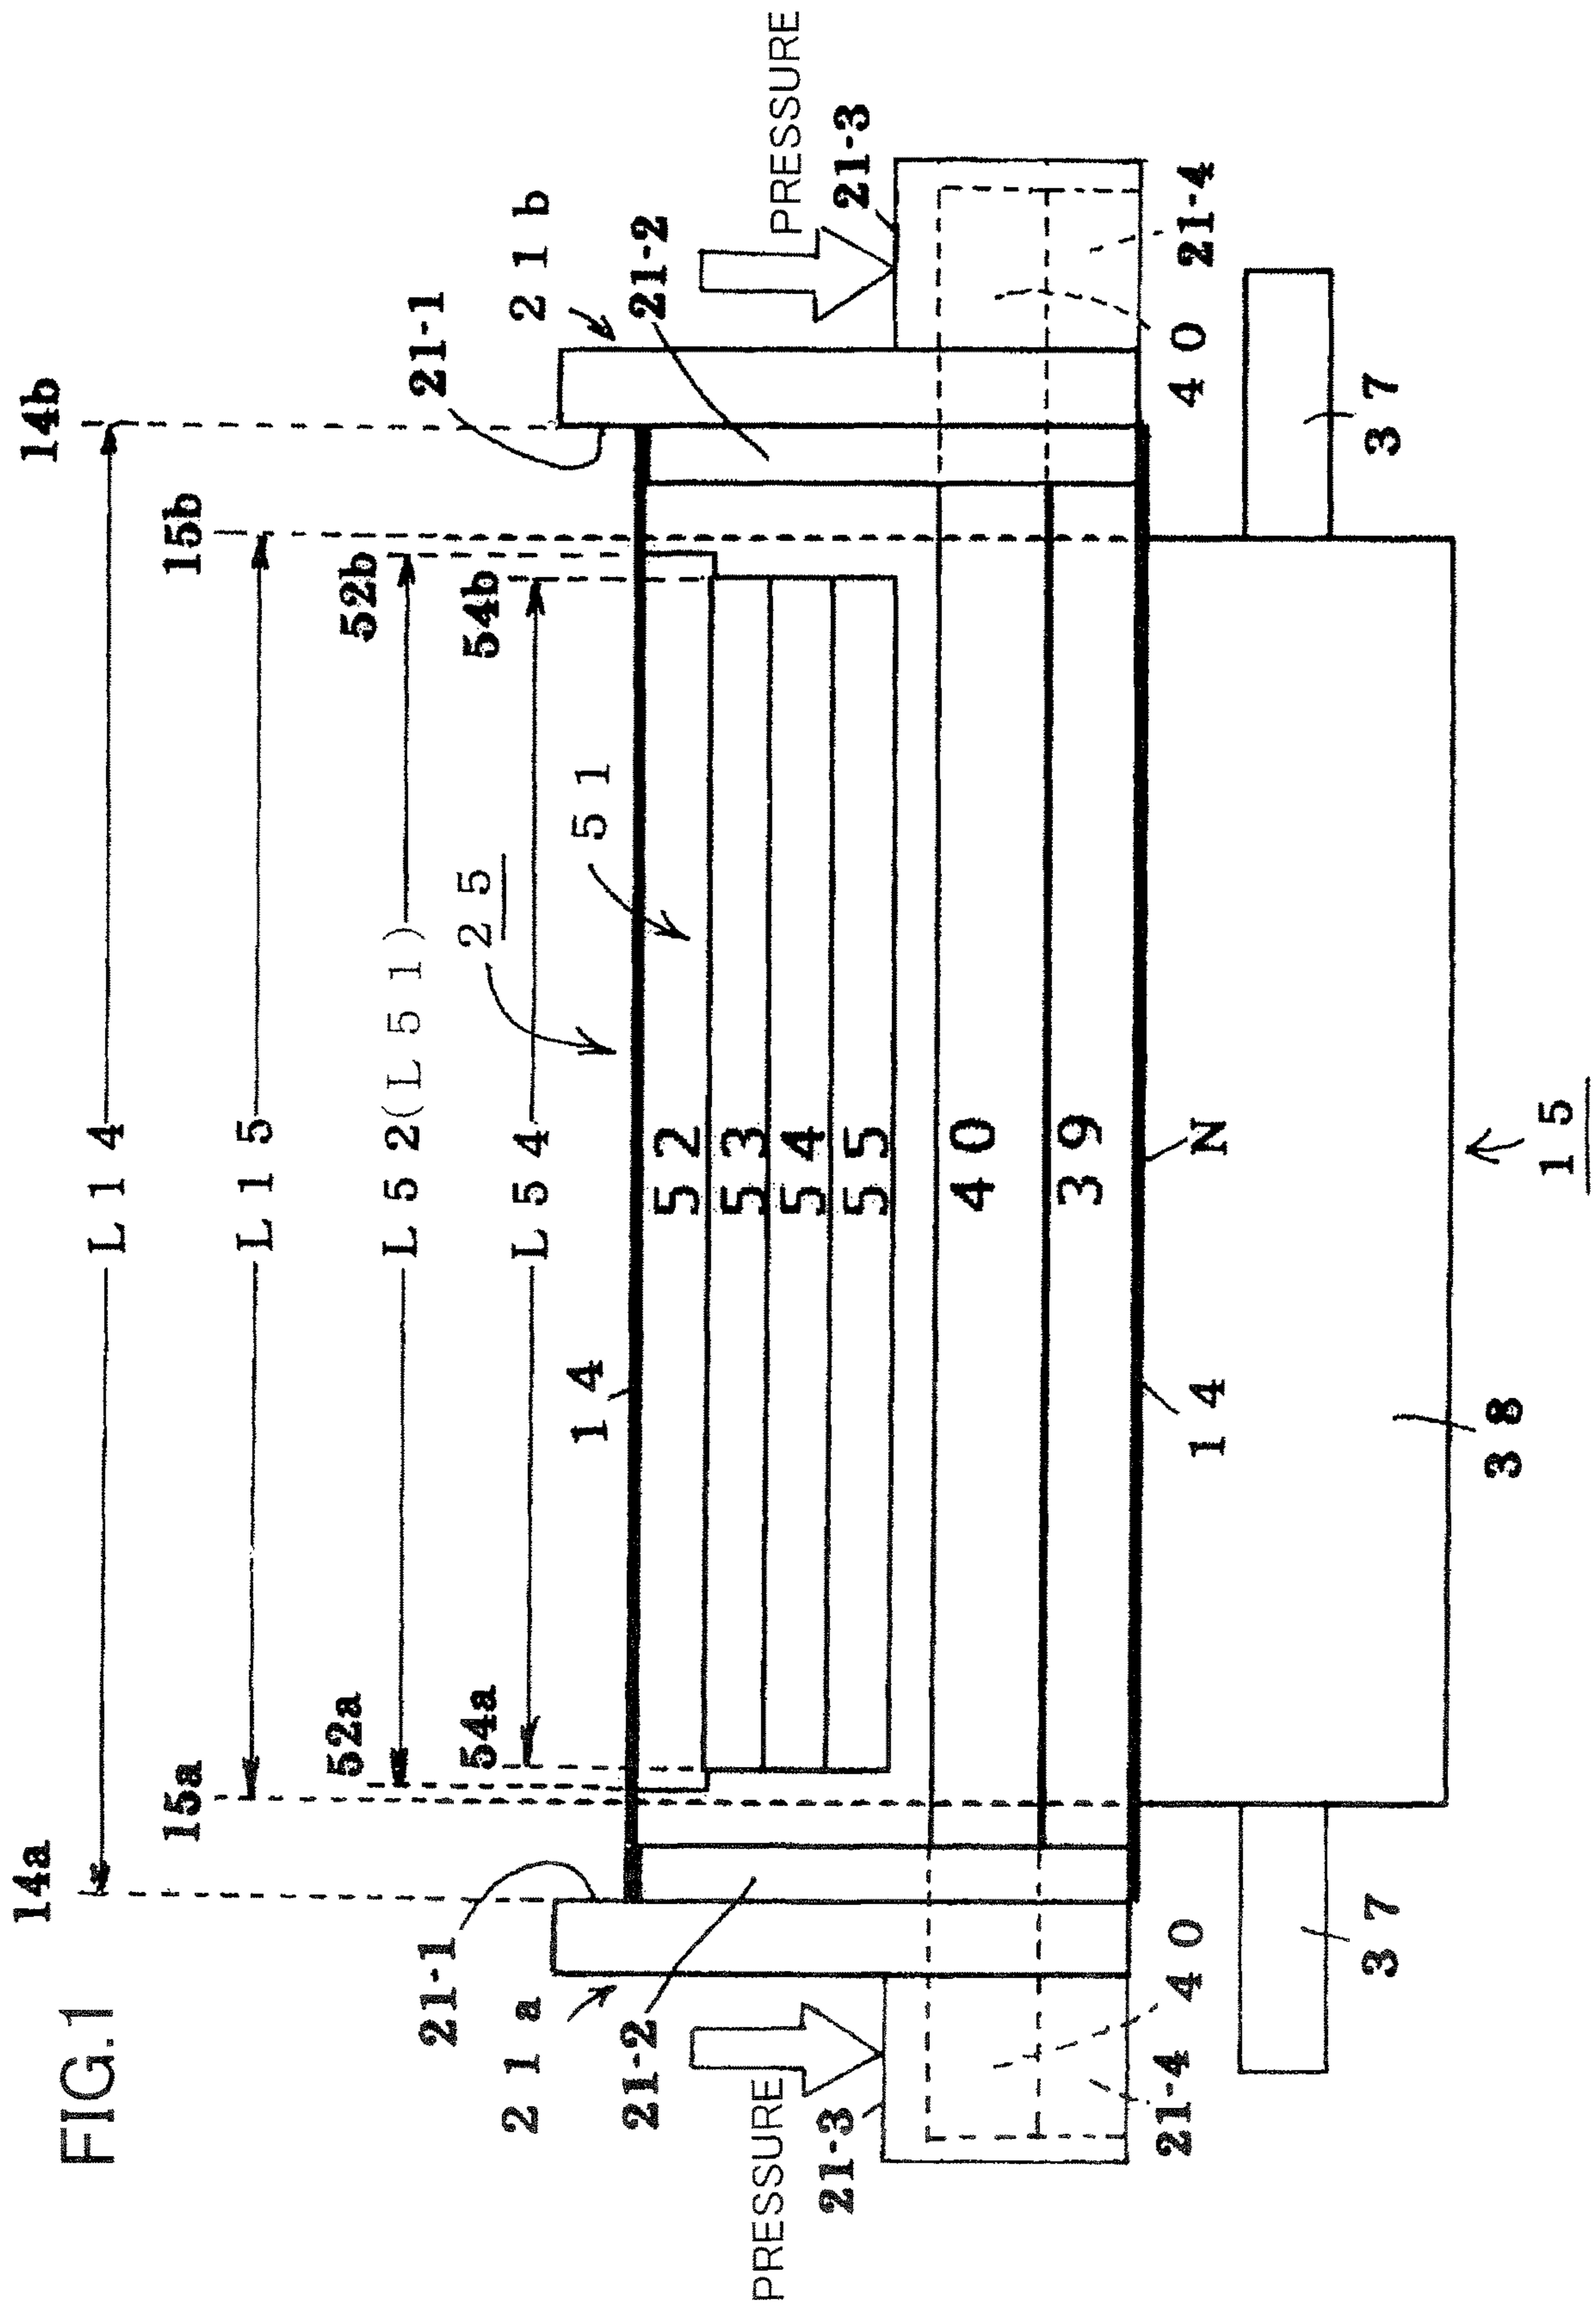 FIG.1
14a
L14
14b
15a
L15
15b
52a
L52(L51)
52b
54a
L54
54b
21-1
21a
21-2
14
25
51
21-1
21b
21-2
PRESSURE
21-3
52
53
54
55
40
39
PRESSURE
21-3
21-4
40
14
N
40
21-4
37
38
15
37